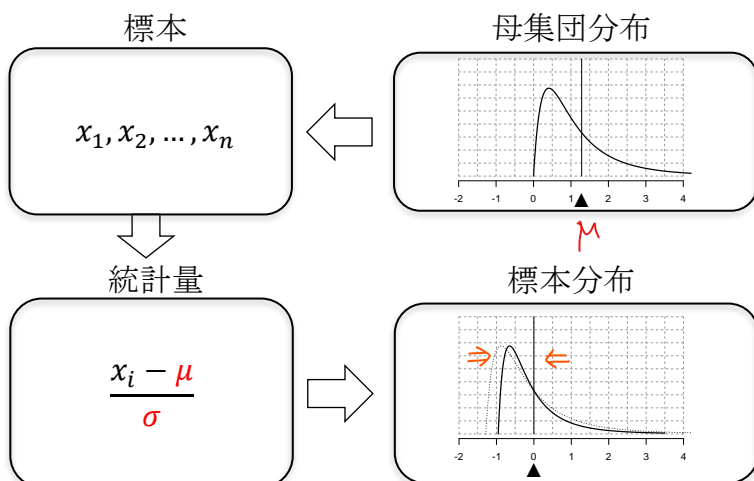 標本
母集団分布
x₁, x₂, …, xₙ
-2 -1 0 1 2 3 4
μ
統計量
標本分布
xᵢ − μ
σ
-2 -1 0 1 2 3 4